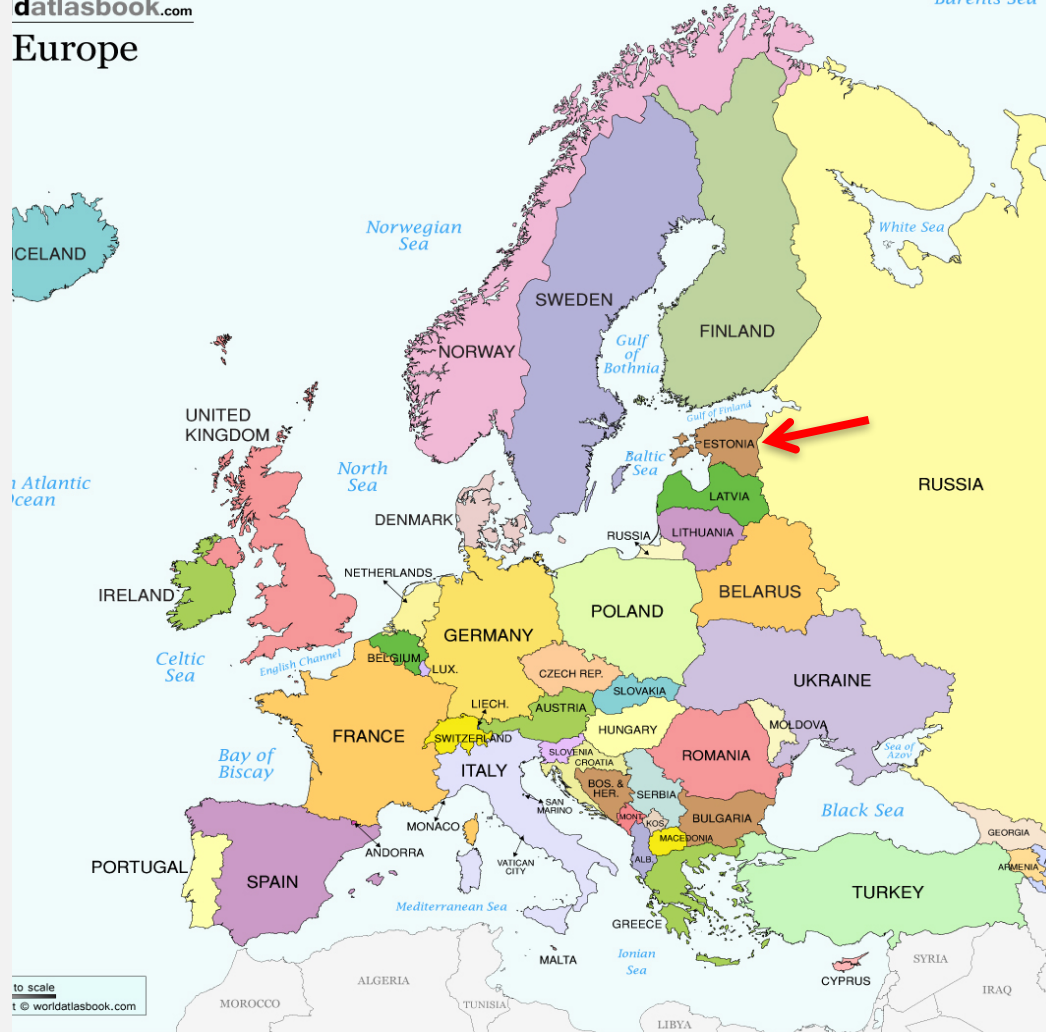 datlasbook.com
Europe
Barents Sea
ICELAND
Norwegian
Sea
White Sea
SWEDEN
FINLAND
NORWAY
Gulf
of
Bothnia
UNITED
KINGDOM
Gulf of Finland
ESTONIA
North
Sea
Baltic
Sea
RUSSIA
Atlantic
LATVIA
DENMARK
LITHUANIA
RUSSIA
NETHERLANDS
IRELAND
BELARUS
POLAND
GERMANY
Celtic
Sea
English Channel
BELGIUM
LUX.
CZECH REP.
UKRAINE
SLOVAKIA
LIECH.
AUSTRIA
MOLDOVA
FRANCE
SWITZERLAND
HUNGARY
Bay of
Biscay
SLOVENIA
CROATIA
ROMANIA
Sea of
Azov
ITALY
BOS. &
HER.
SERBIA
SAN
MARINO
Black Sea
MONACO
MONT.
KOS.
BULGARIA
GEORGIA
MACEDONIA
ANDORRA
ALB.
VATICAN
CITY
ARMENIA
PORTUGAL
SPAIN
TURKEY
Mediterranean Sea
GREECE
MALTA
Ionian
Sea
CYPRUS
SYRIA
ALGERIA
IRAQ
to scale
MOROCCO
TUNISIA
© worldatlasbook.com
LIBYA